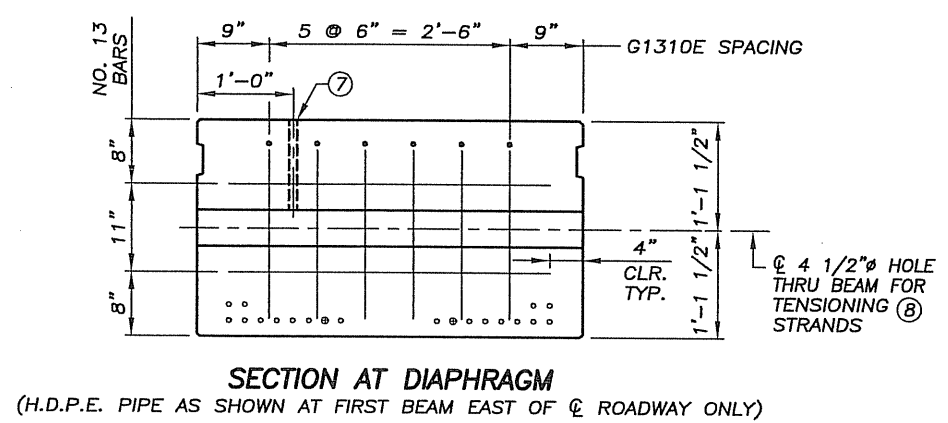 NO. 13
BARS
9"
5 @ 6" = 2'-6"
9"
G1310E SPACING
1'-0"
7
8"
11"
8"
1'-1 1/2"
1'-1 1/2"
4"
CLR.
TYP.
℄ 4 1/2"ø HOLE
THRU BEAM FOR
TENSIONING 8
STRANDS
SECTION AT DIAPHRAGM
(H.D.P.E. PIPE AS SHOWN AT FIRST BEAM EAST OF ℄ ROADWAY ONLY)